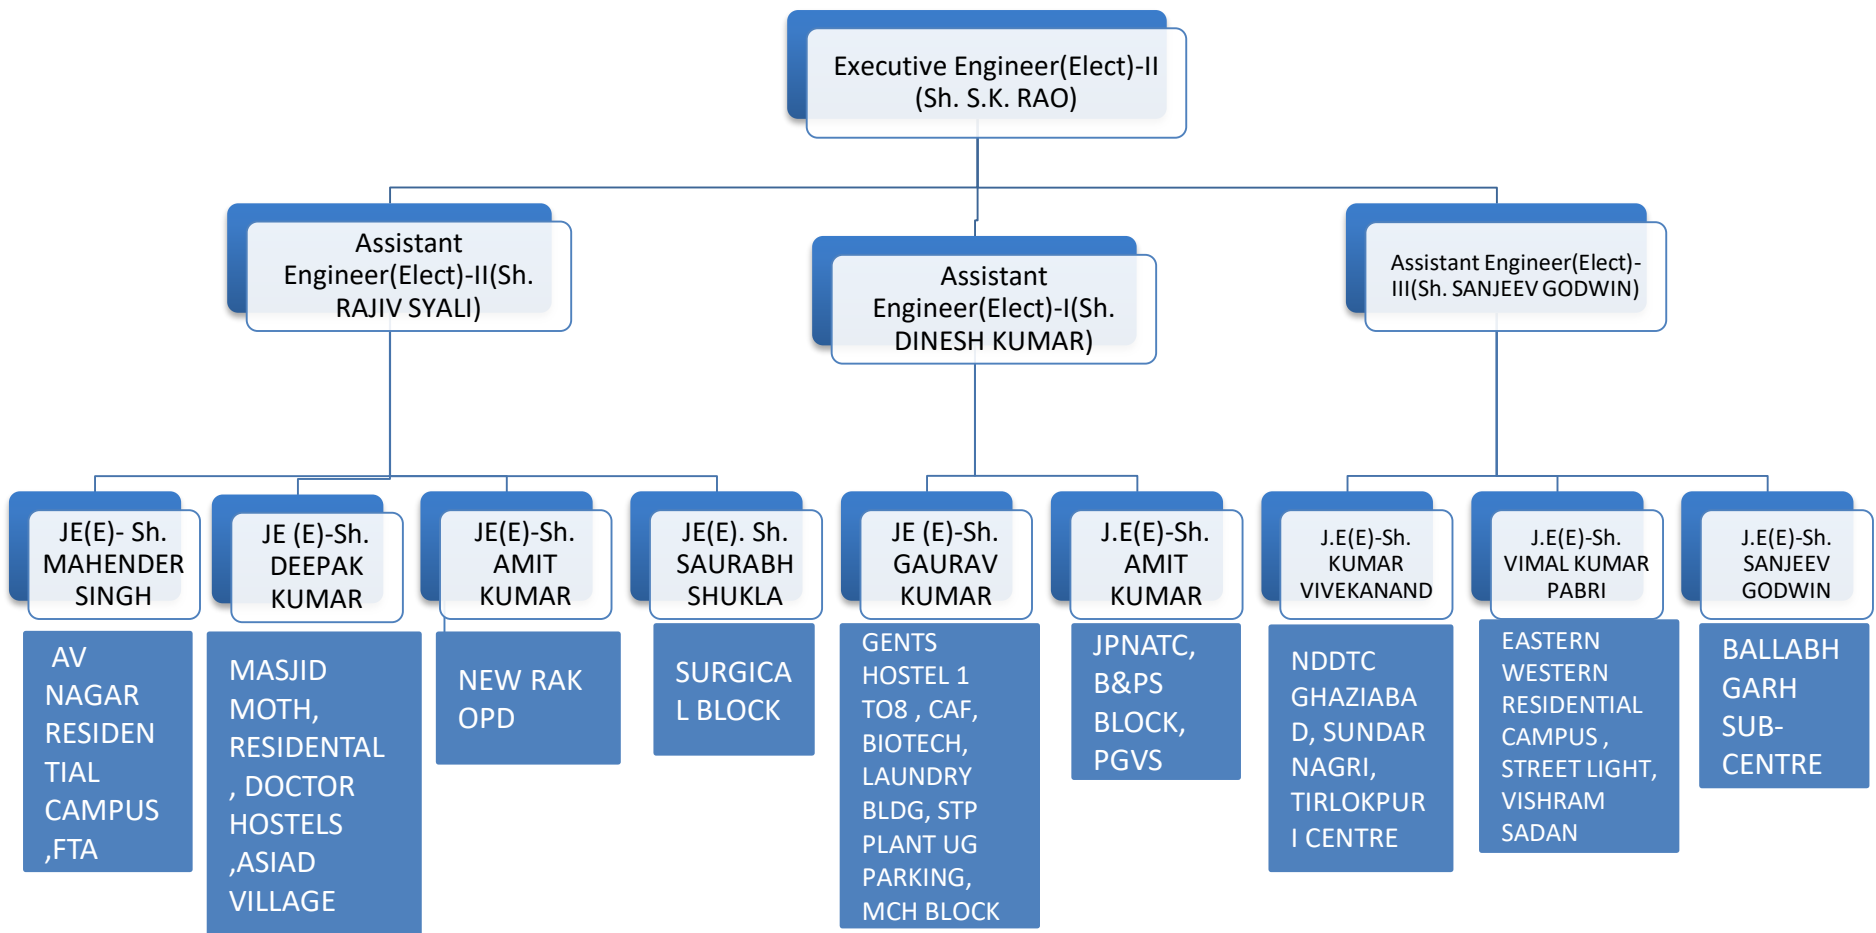 Executive Engineer(Elect)-II
(Sh. S.K. RAO)
Assistant
Engineer(Elect)-II(Sh.
RAJIV SYALI)
Assistant
Engineer(Elect)-I(Sh.
DINESH KUMAR)
Assistant Engineer(Elect)-
III(Sh. SANJEEV GODWIN)
JE(E)- Sh.
MAHENDER
SINGH
JE (E)-Sh.
DEEPAK
KUMAR
JE(E)-Sh.
AMIT
KUMAR
JE(E). Sh.
SAURABH
SHUKLA
JE (E)-Sh.
GAURAV
KUMAR
J.E(E)-Sh.
AMIT
KUMAR
J.E(E)-Sh.
KUMAR
VIVEKANAND
J.E(E)-Sh.
VIMAL KUMAR
PABRI
J.E(E)-Sh.
SANJEEV
GODWIN
AV
NAGAR
RESIDEN
TIAL
CAMPUS
,FTA
MASJID
MOTH,
RESIDENTAL
, DOCTOR
HOSTELS
,ASIAD
VILLAGE
NEW RAK
OPD
SURGICA
L BLOCK
GENTS
HOSTEL 1
TO8 , CAF,
BIOTECH,
LAUNDRY
BLDG, STP
PLANT UG
PARKING,
MCH BLOCK
JPNATC,
B&PS
BLOCK,
PGVS
NDDTC
GHAZIABA
D, SUNDAR
NAGRI,
TIRLOKPUR
I CENTRE
EASTERN
WESTERN
RESIDENTIAL
CAMPUS ,
STREET LIGHT,
VISHRAM
SADAN
BALLABH
GARH
SUB-
CENTRE